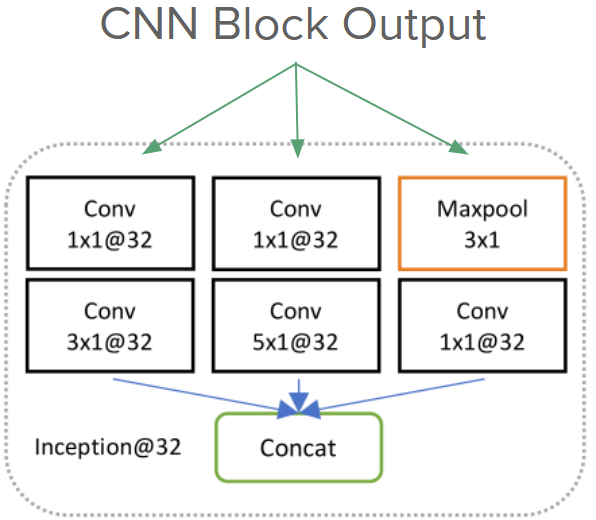 CNN Block Output
Conv
1x1@32
Conv
1x1@32
Maxpool
3x1
Conv
3x1@32
Conv
5x1@32
Conv
1x1@32
Inception@32
Concat